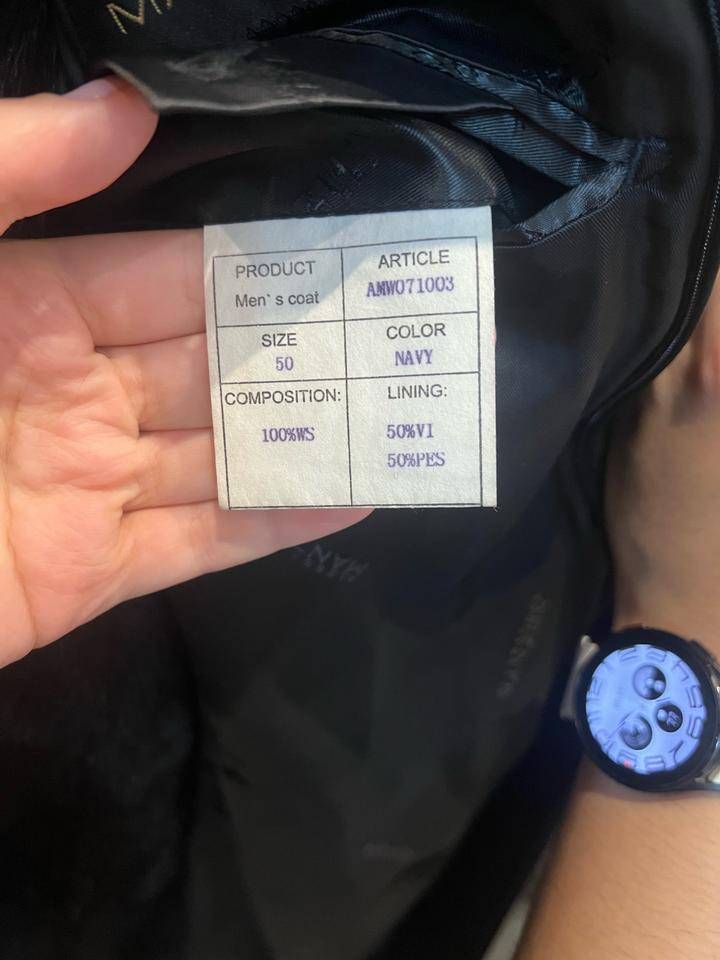 PRODUCT
Men` s coat
ARTICLE
AMW071003
SIZE
50
COLOR
NAVY
COMPOSITION:
100%WS
LINING:
50%VI
50%PES